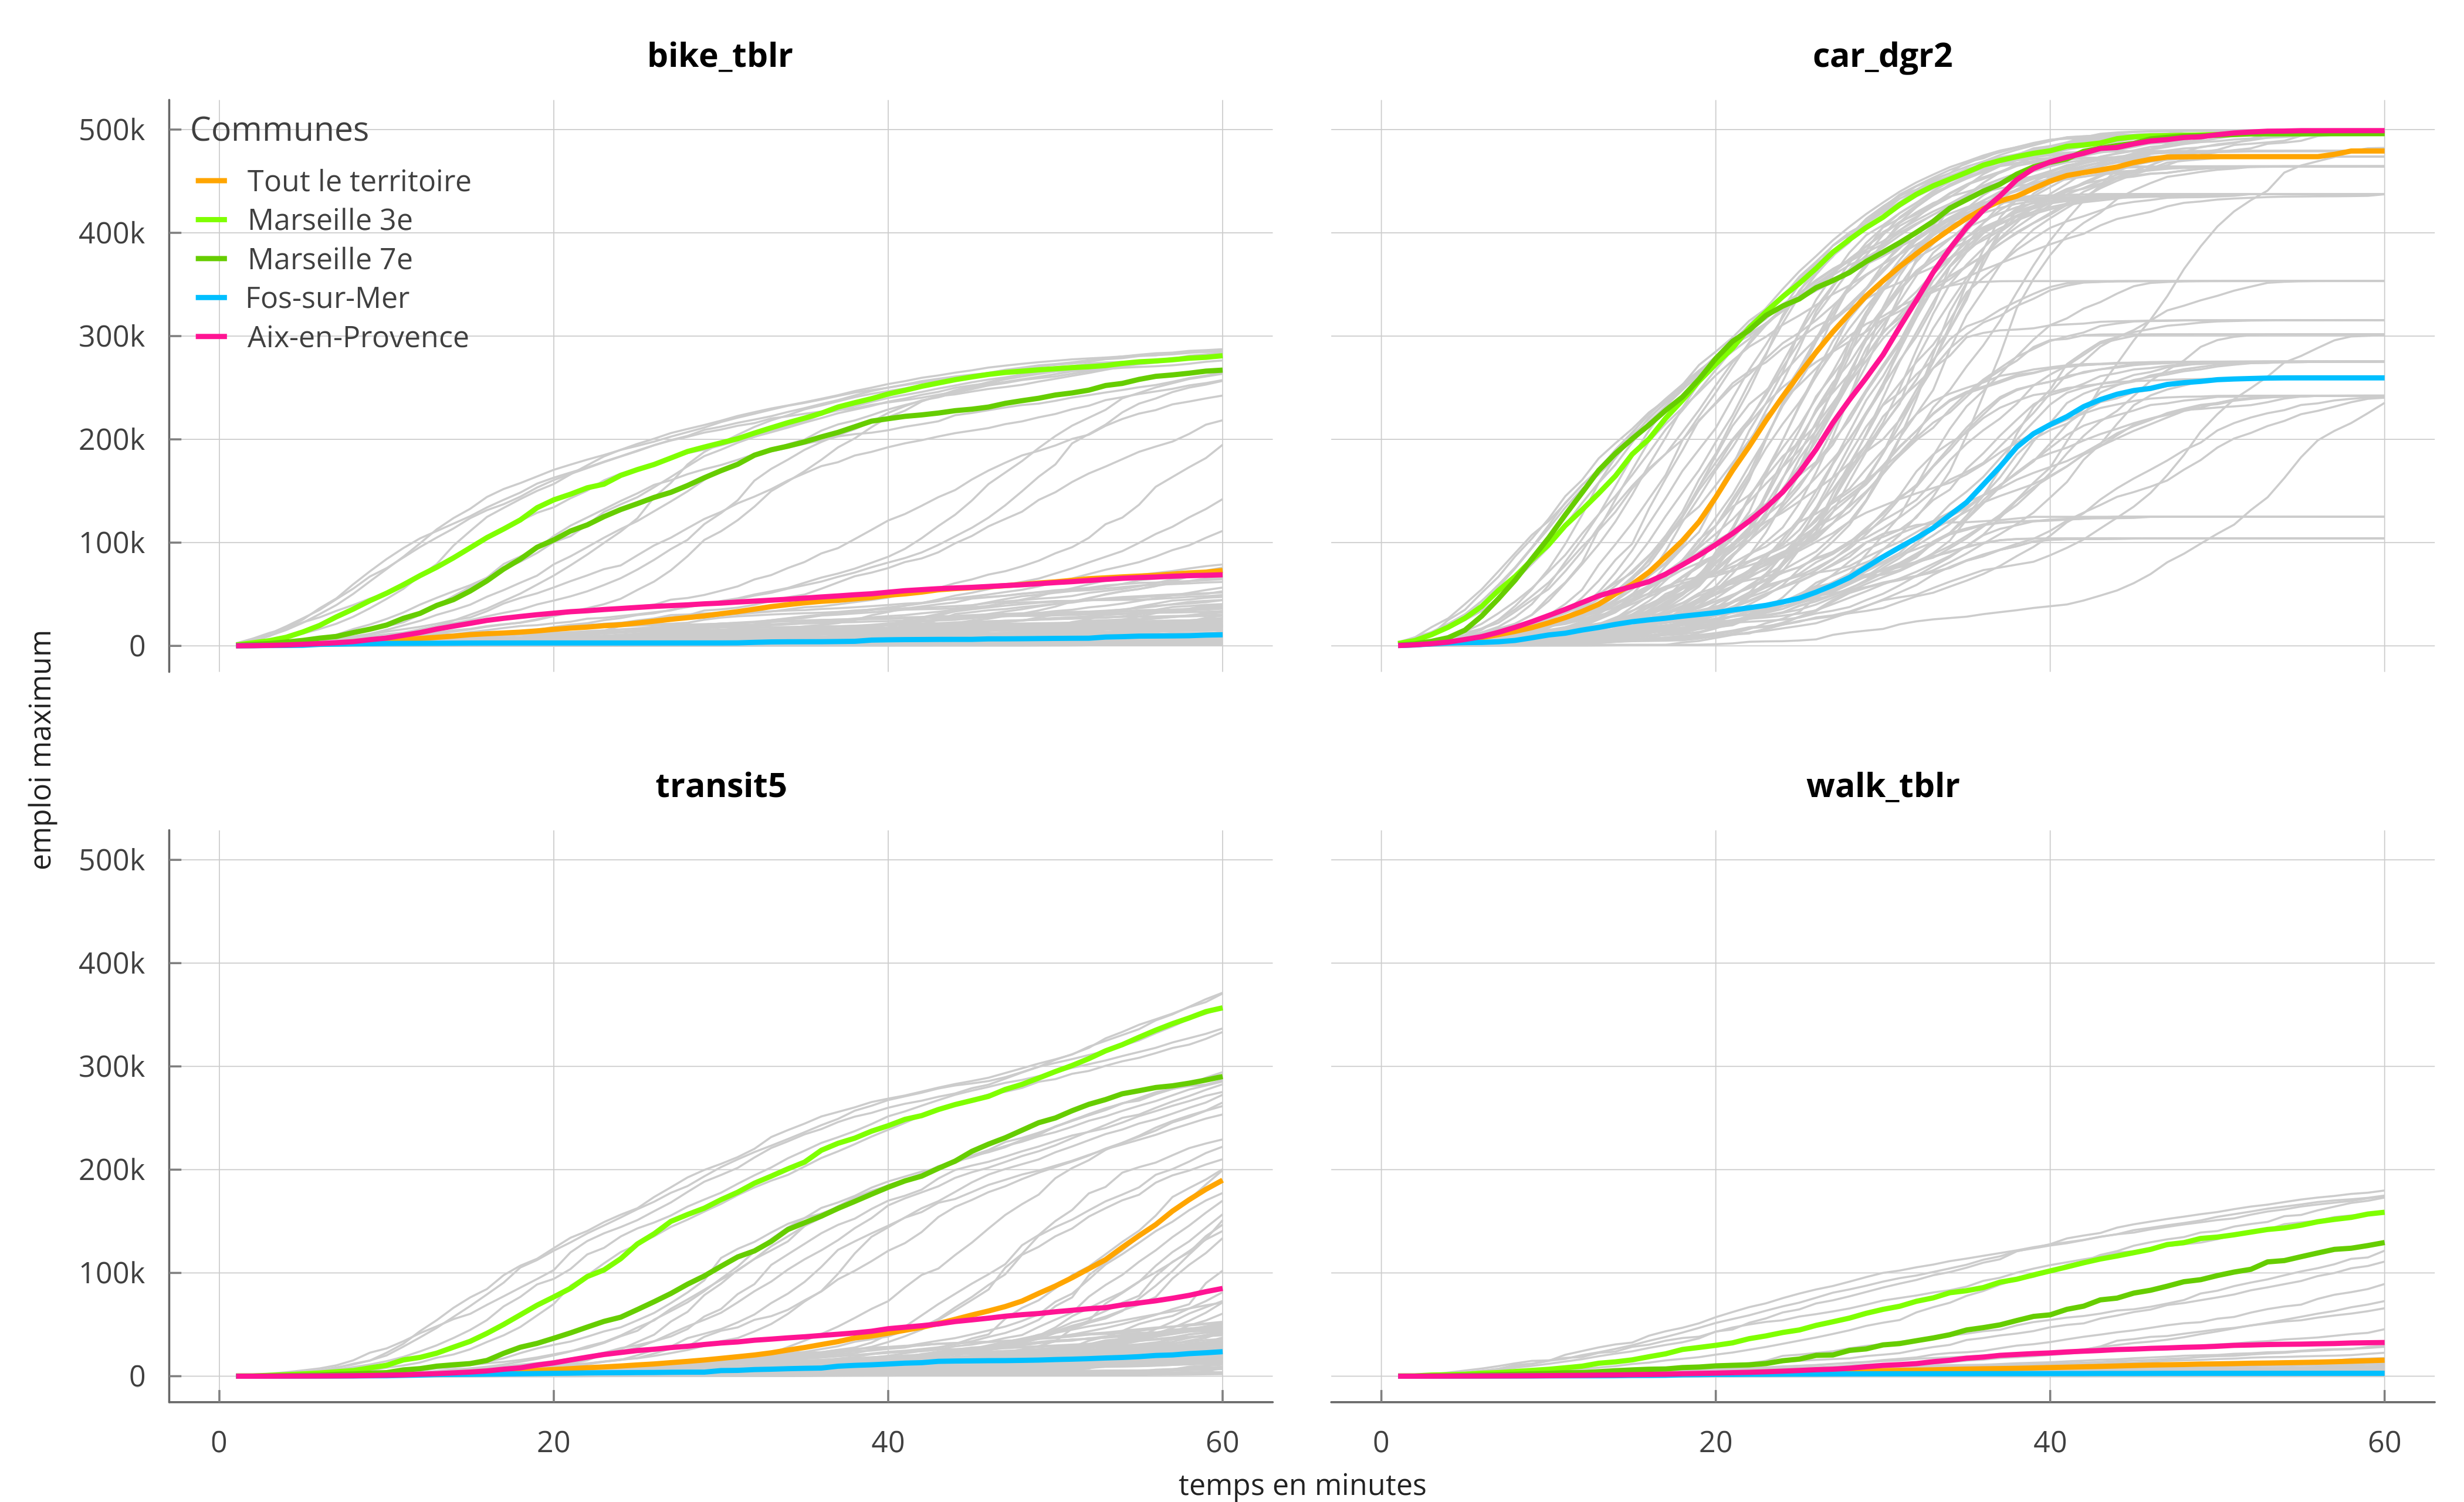 bike_tblr
car_dgr2
500k
400k
300k
200k
100k
0
Communes
Tout le territoire
Marseille 3e
Marseille 7e
Fos-sur-Mer
Aix-en-Provence
emploi maximum
transit5
walk_tblr
500k
400k
300k
200k
100k
0
0 20 40 60
0 20 40 60
temps en minutes